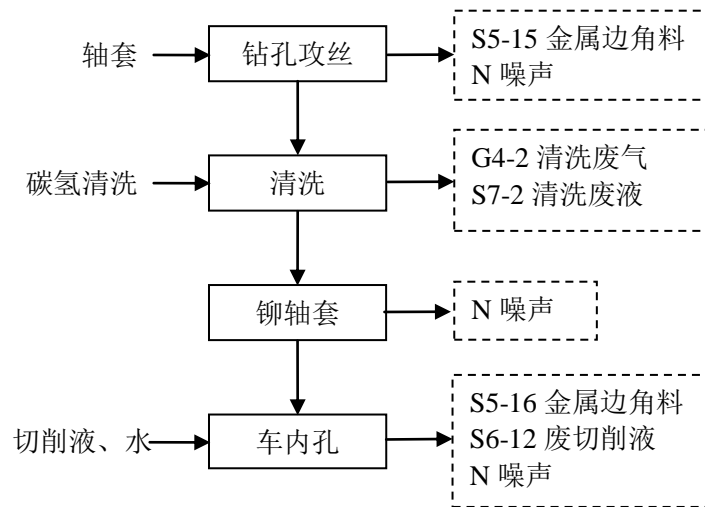 轴套
钻孔攻丝
S5-15 金属边角料
N 噪声
碳氢清洗
清洗
G4-2 清洗废气
S7-2 清洗废液
铆轴套
N 噪声
切削液、水
车内孔
S5-16 金属边角料
S6-12 废切削液
N 噪声